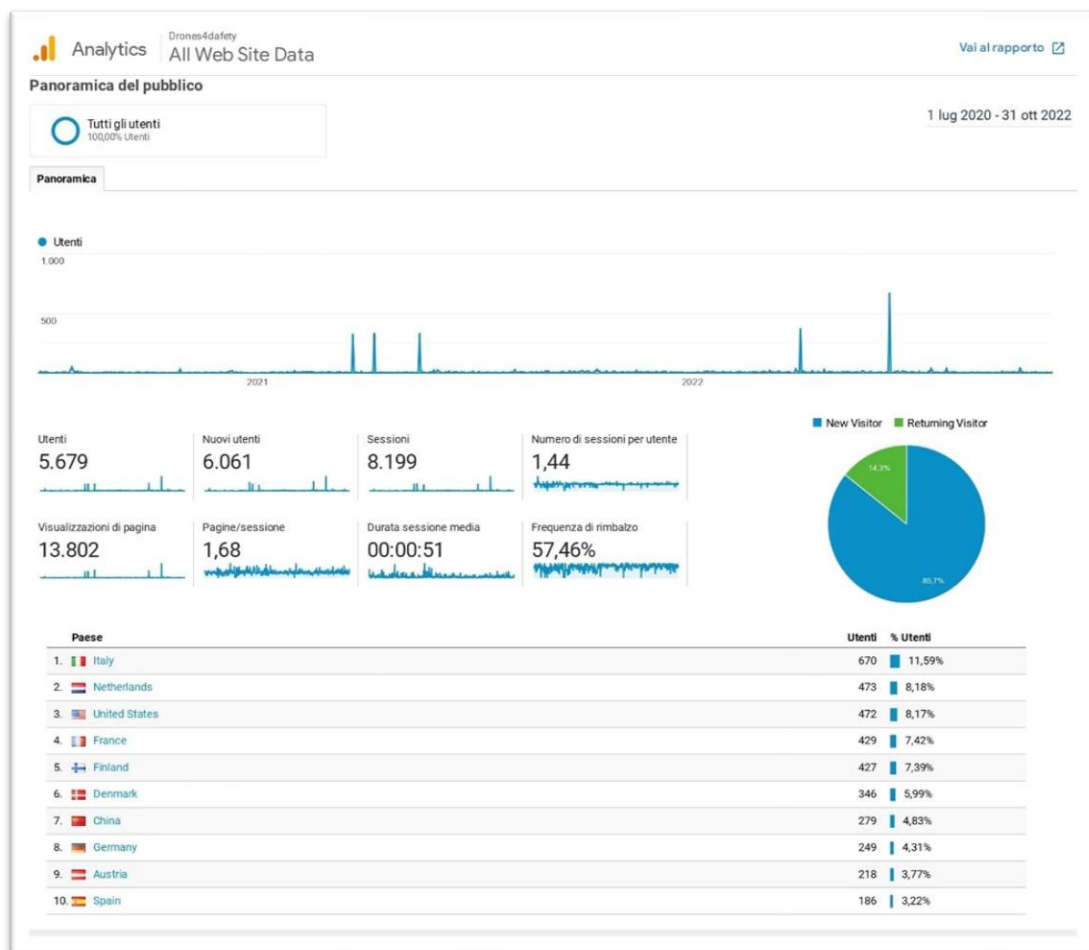 Analytics
Drones4dafety
All Web Site Data
Vai al rapporto
Panoramica del pubblico
Tutti gli utenti
100,00% Utenti
1 lug 2020 - 31 ott 2022
Panoramica
Utenti
1.000
500
2021
2022
New Visitor Returning Visitor
14,3%
85,7%
Utenti
5.679
Nuovi utenti
6.061
Sessioni
8.199
Numero di sessioni per utente
1,44
Visualizzazioni di pagina
13.802
Pagine/sessione
1,68
Durata sessione media
00:00:51
Frequenza di rimbalzo
57,46%
Paese Utenti % Utenti
1. Italy 670 11,59%
2. Netherlands 473 8,18%
3. United States 472 8,17%
4. France 429 7,42%
5. Finland 427 7,39%
6. Denmark 346 5,99%
7. China 279 4,83%
8. Germany 249 4,31%
9. Austria 218 3,77%
10. Spain 186 3,22%